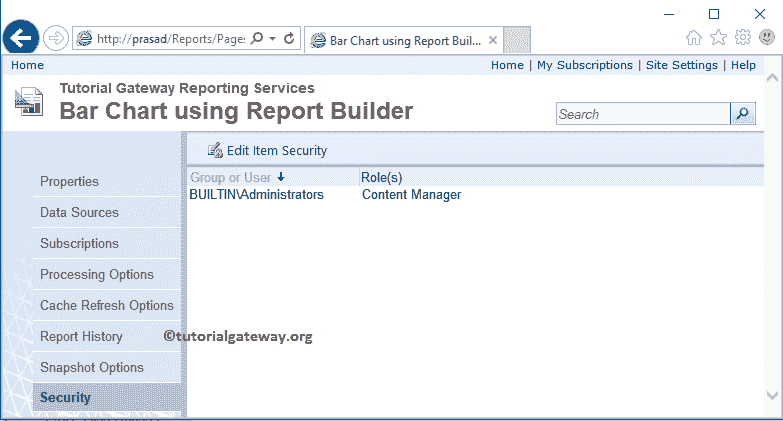 http://prasad/Reports/Page:
Bar Chart using Report Buil...
Home
Home | My Subscriptions | Site Settings | Help
Tutorial Gateway Reporting Services
Bar Chart using Report Builder
Search
Edit Item Security
Group or User Role(s)
BUILTIN\Administrators Content Manager
Properties
Data Sources
Subscriptions
Processing Options
Cache Refresh Options
Report History
©tutorialgateway.org
Snapshot Options
Security